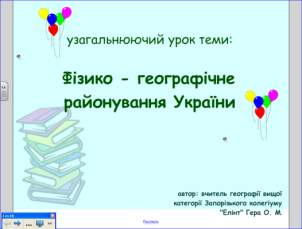 узагальнюючий урок теми:
Фізико - географічне
районування України
автор: вчитель географії вищої
категорії Запорізького колегіуму
"Елінт" Гера О. М.